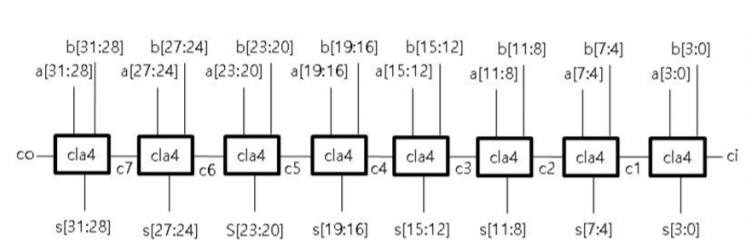 b[31:28] b[27:24] b[23:20] b[19:16] b[15:12] b[11:8] b[7:4] b[3:0]
a[31:28] a[27:24] a[23:20] a[19:16] a[15:12] a[11:8] a[7:4] a[3:0]
co cla4 c7 cla4 c6 cla4 c5 cla4 c4 cla4 c3 cla4 c2 cla4 c1 cla4 ci
s[31:28] s[27:24] S[23:20] s[19:16] s[15:12] s[11:8] s[7:4] s[3:0]